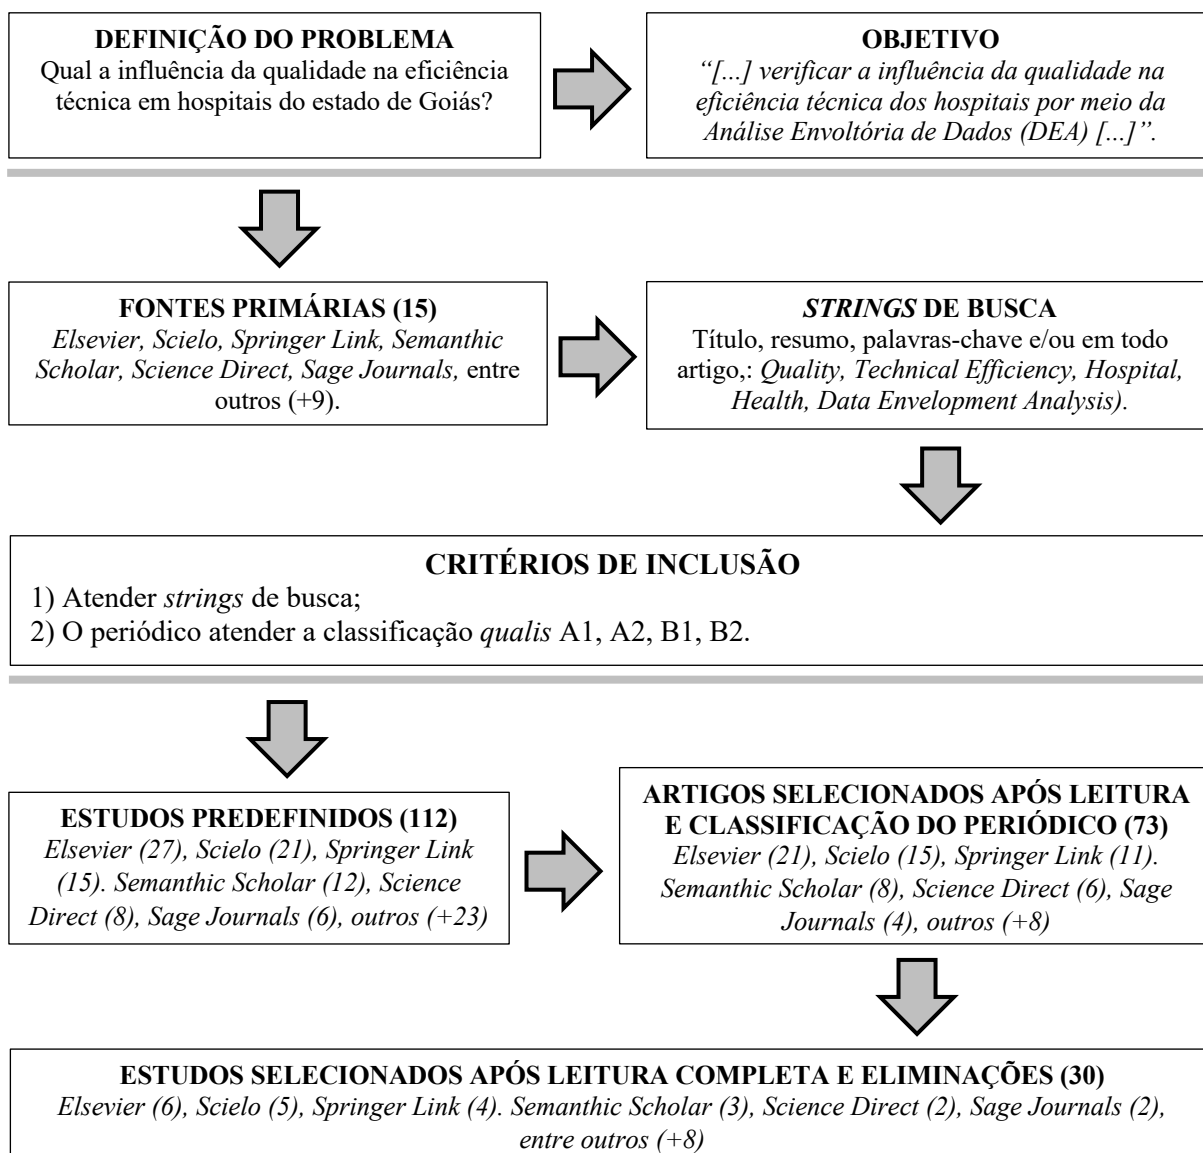 DEFINIÇÃO DO PROBLEMA
Qual a influência da qualidade na eficiência
técnica em hospitais do estado de Goiás?
OBJETIVO
“[...] verificar a influência da qualidade na
eficiência técnica dos hospitais por meio da
Análise Envoltória de Dados (DEA) [...]”.
FONTES PRIMÁRIAS (15)
Elsevier, Scielo, Springer Link, Semanthic
Scholar, Science Direct, Sage Journals, entre
outros (+9).
STRINGS DE BUSCA
Título, resumo, palavras-chave e/ou em todo
artigo,: Quality, Technical Efficiency, Hospital,
Health, Data Envelopment Analysis).
CRITÉRIOS DE INCLUSÃO
1) Atender strings de busca;
2) O periódico atender a classificação qualis A1, A2, B1, B2.
ESTUDOS PREDEFINIDOS (112)
Elsevier (27), Scielo (21), Springer Link
(15). Semanthic Scholar (12), Science
Direct (8), Sage Journals (6), outros (+23)
ARTIGOS SELECIONADOS APÓS LEITURA
E CLASSIFICAÇÃO DO PERIÓDICO (73)
Elsevier (21), Scielo (15), Springer Link (11).
Semanthic Scholar (8), Science Direct (6), Sage
Journals (4), outros (+8)
ESTUDOS SELECIONADOS APÓS LEITURA COMPLETA E ELIMINAÇÕES (30)
Elsevier (6), Scielo (5), Springer Link (4). Semanthic Scholar (3), Science Direct (2), Sage Journals (2),
entre outros (+8)